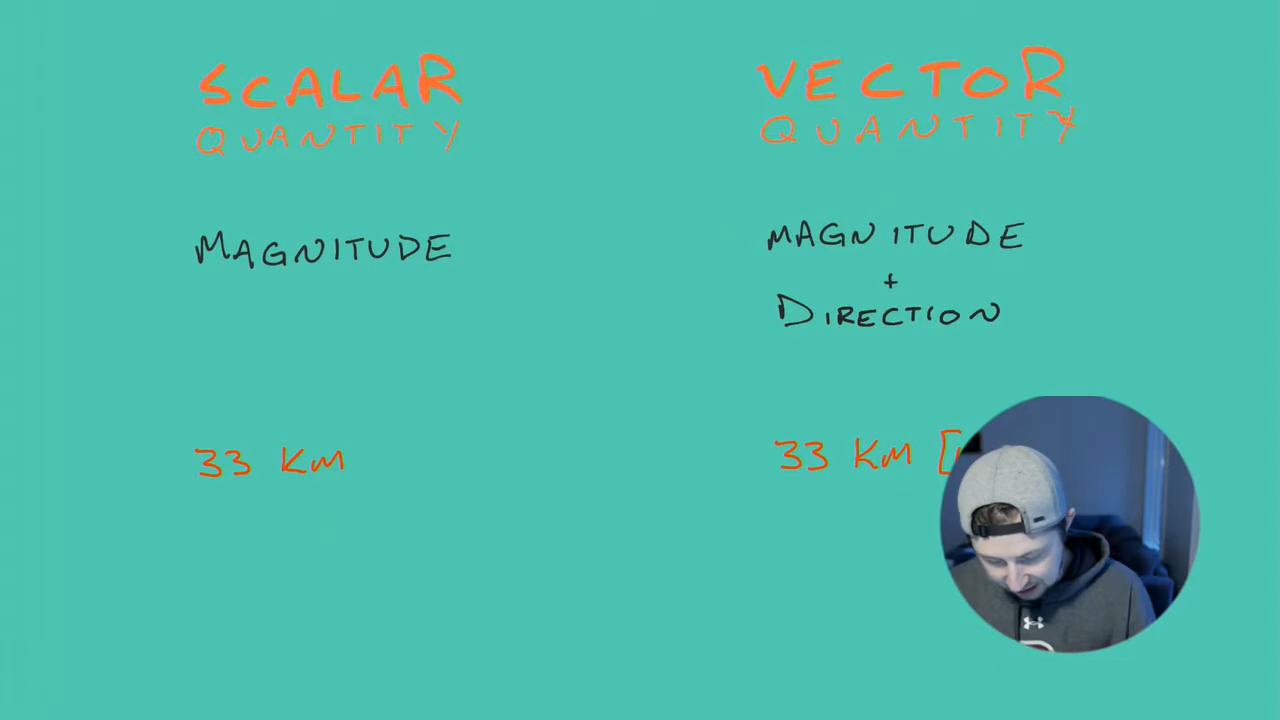 SCALAR
QUANTITY
MAGNITUDE
33 KM
VECTOR
QUANTITY
MAGNITUDE
+
DIRECTION
33 KM [